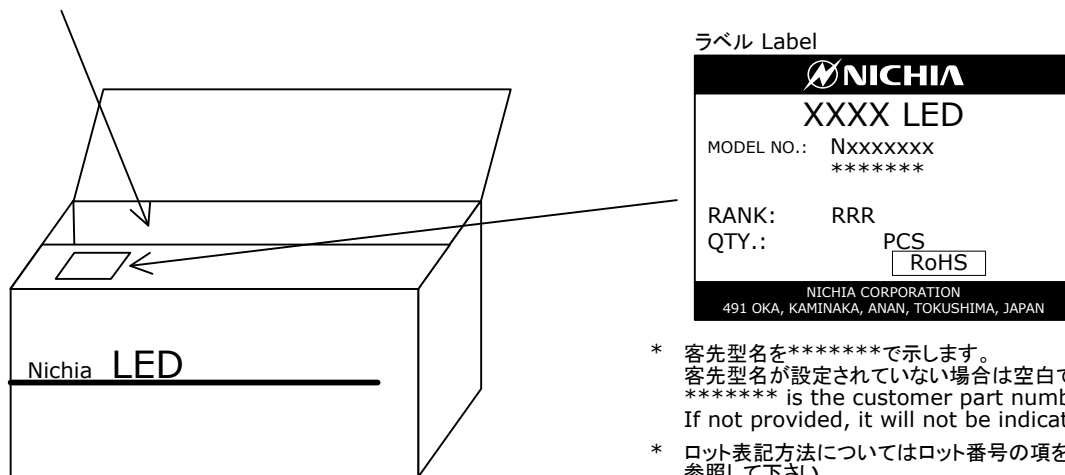 ラベル Label
NICHIA
XXXX LED
MODEL NO.: Nxxxxxxx
*******
RANK: RRR
QTY.: PCS
RoHS
NICHIA CORPORATION
491 OKA, KAMINAKA, ANAN, TOKUSHIMA, JAPAN
Nichia LED
* 客先型名を*******で示します。
客先型名が設定されていない場合は空白で
******* is the customer part numb
If not provided, it will not be indicat
* ロット表記方法についてはロット番号の項を
参照して下さい